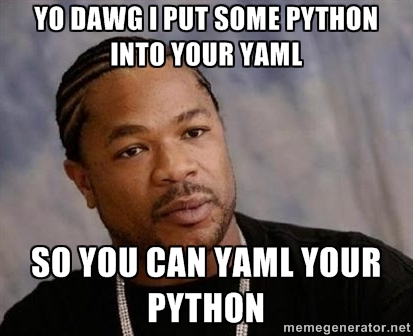 YO DAWG I PUT SOME PYTHON
INTO YOUR YAML
SO YOU CAN YAML YOUR
PYTHON
memegenerator.net